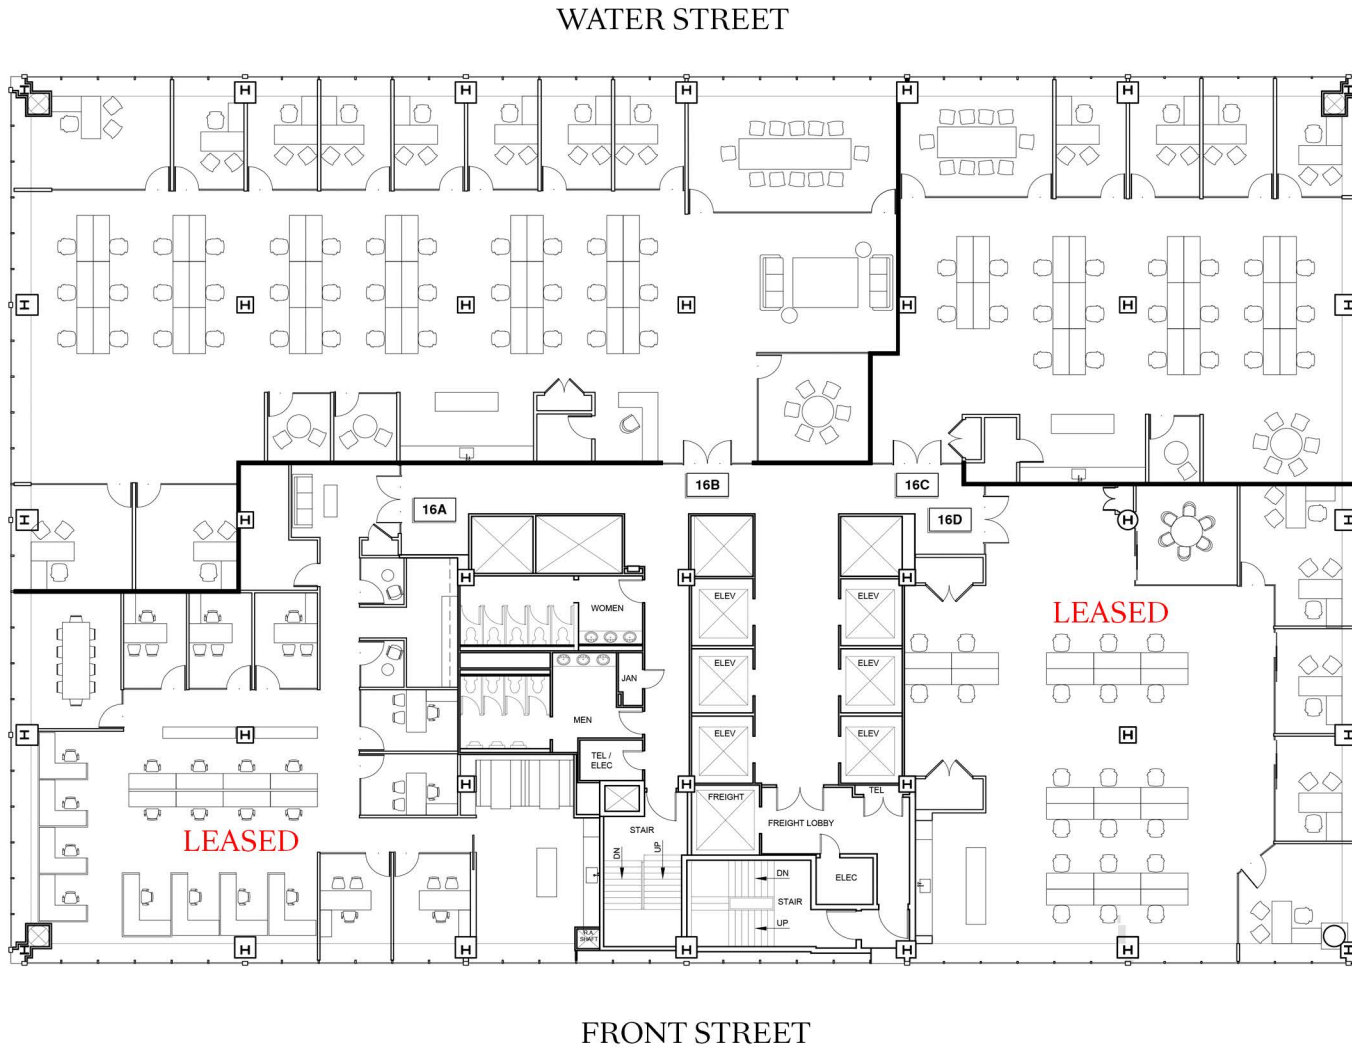 WATER STREET
16A
16B
16C
16D
WOMEN
JAN
MEN
TEL /
ELEC
ELEV
ELEV
ELEV
ELEV
ELEV
ELEV
FREIGHT
TEL
FREIGHT LOBBY
STAIR
DN
UP
DN
STAIR
UP
ELEC
R.A.
SHAFT
LEASED
LEASED
FRONT STREET